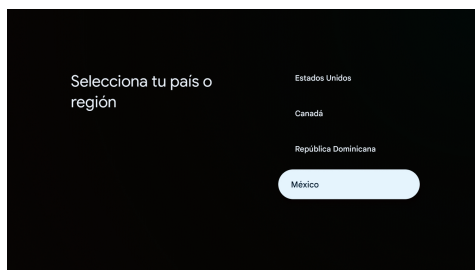 Selecciona tu país o
región
Estados Unidos
Canadá
República Dominicana
México